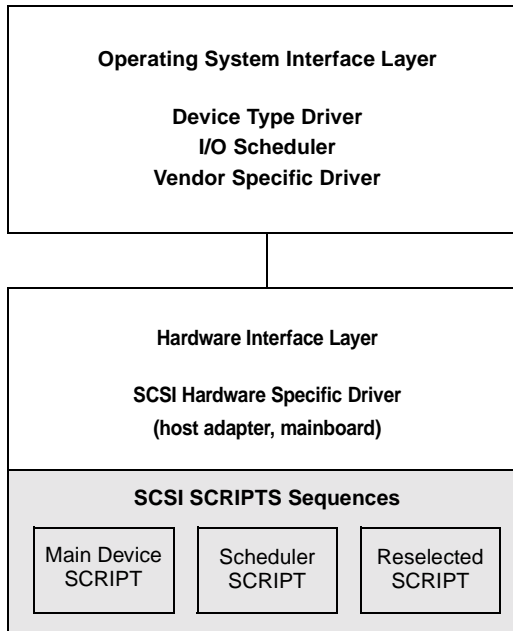 Operating System Interface Layer
Device Type Driver
I/O Scheduler
Vendor Specific Driver
Hardware Interface Layer
SCSI Hardware Specific Driver
(host adapter, mainboard)
SCSI SCRIPTS Sequences
Main Device
SCRIPT
Scheduler
SCRIPT
Reselected
SCRIPT